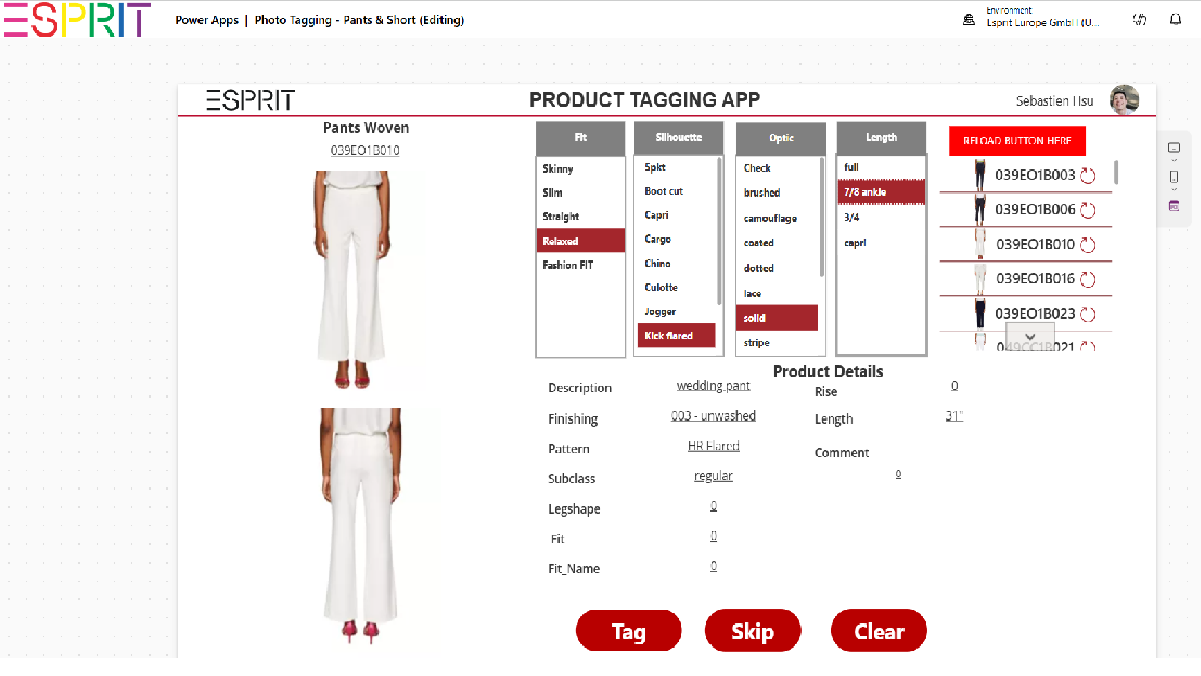 ESPRIT
Power Apps | Photo Tagging - Pants & Short (Editing)
Environment:
Esprit Europe GmbH (U...
ESPRIT
PRODUCT TAGGING APP
Sebastien Hsu
Pants Woven
039EO1B010
Fit
Skinny
Slim
Straight
Relaxed
Fashion FIT
Silhouette
5pkt
Boot cut
Capri
Cargo
Chino
Culotte
Jogger
Kick flared
Optic
Check
brushed
camouflage
coated
dotted
lace
solid
stripe
Length
full
7/8 ankle
3/4
capri
RELOAD BUTTON HERE
039EO1B003
039EO1B006
039EO1B010
039EO1B016
039EO1B023
049CC1B021
Product Details
Description wedding pant
Finishing 003 - unwashed
Pattern HR Flared
Subclass regular
Legshape 0
Fit 0
Fit_Name 0
Rise 0
Length 31"
Comment
0
Tag Skip Clear